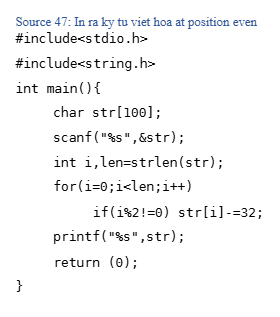 Source 47: In ra ky tu viet hoa at position even
#include<stdio.h>
#include<string.h>
int main(){
char str[100];
scanf("%s",&str);
int i,len=strlen(str);
for(i=0;i<len;i++)
if(i%2!=0) str[i]-=32;
printf("%s",str);
return (0);
}